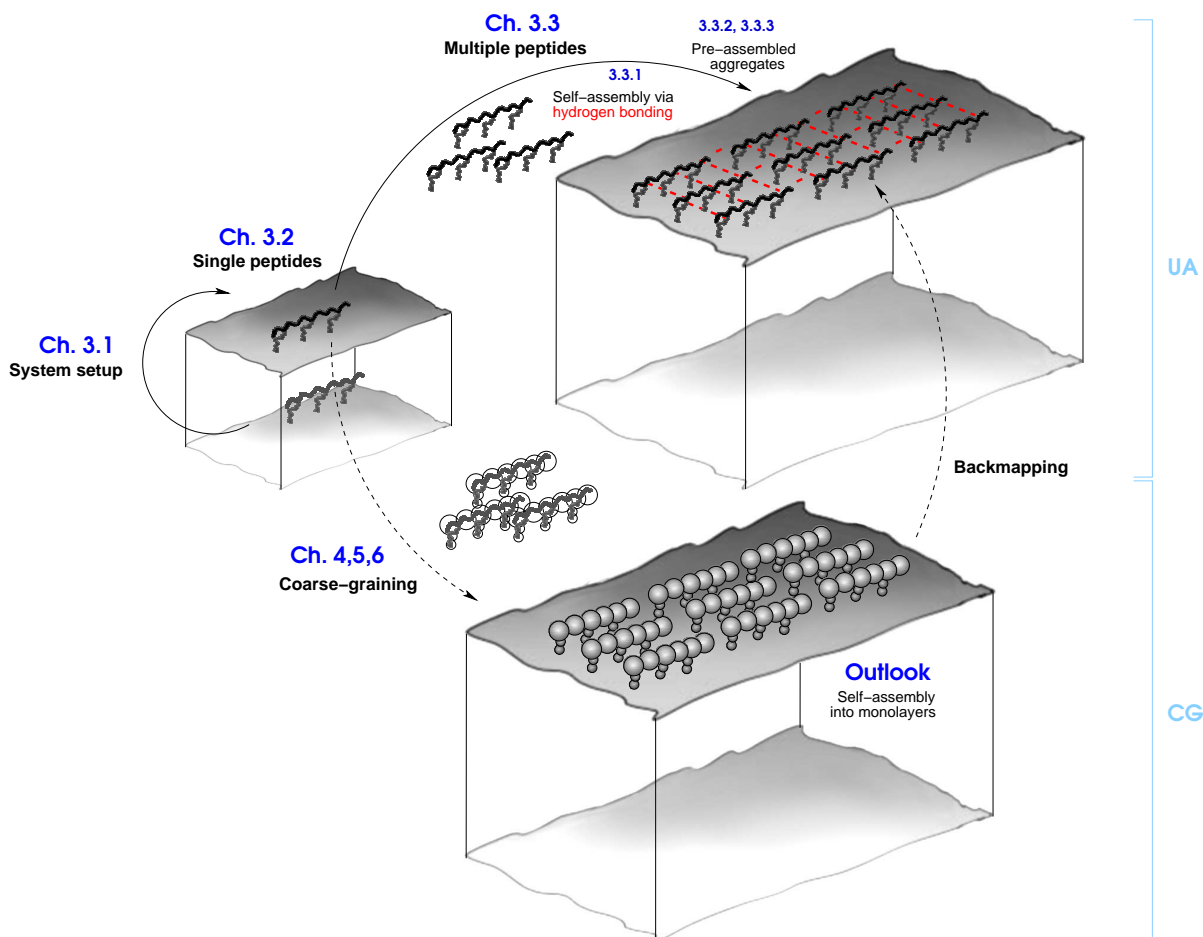 Ch. 3.3
Multiple peptides
3.3.2, 3.3.3
Pre−assembled
aggregates
3.3.1
Self−assembly via
hydrogen bonding
Ch. 3.2
Single peptides
Ch. 3.1
System setup
UA
Backmapping
Ch. 4,5,6
Coarse−graining
Outlook
Self−assembly
into monolayers
CG